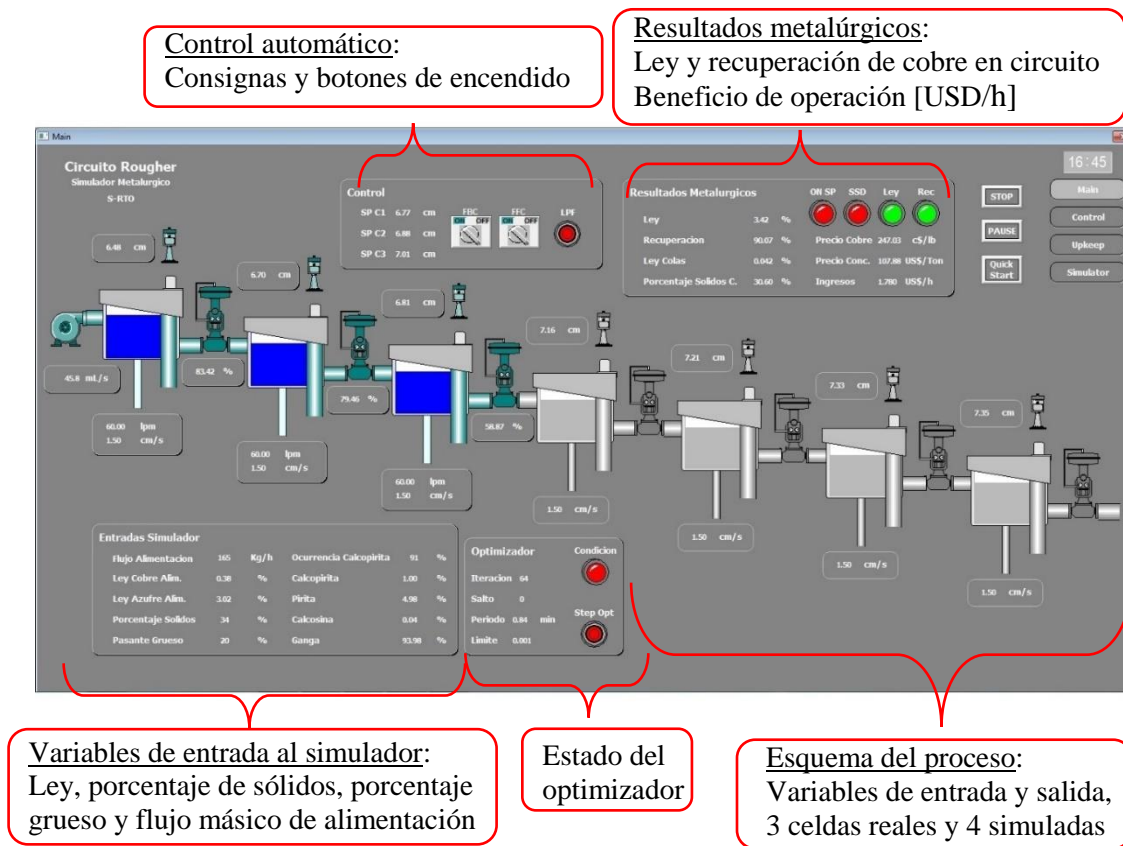 Control automático:
Consignas y botones de encendido
Resultados metalúrgicos:
Ley y recuperación de cobre en circuito
Beneficio de operación [USD/h]
Main
Circuito Rougher
Simulador Metalurgico
S-RTO
Control
SP C1 6.77 cm
SP C2 6.88 cm
SP C3 7.01 cm
ON OFF
FFC
ON OFF
LPF
Resultados Metalurgicos
ON SP SSD Ley Rec
Ley 3.42 %
Recuperacion 90.07 % Precio Cobre 247.03 c$/lb
Ley Colas 0.042 % Precio Conc. 107.88 US$/Ton
Porcentaje Solidos C. 30.60 % Ingresos 1.780 US$/h
STOP
PAUSE
Quick
Start
16:45
Main
Control
Upkeep
Simulator
6.48 cm
6.70 cm
6.81 cm
7.16 cm
7.21 cm
7.33 cm
7.35 cm
45.8 mL/s
83.42 %
79.46 %
58.87 %
60.00 lpm
1.50 cm/s
60.00 lpm
1.50 cm/s
60.00 lpm
1.50 cm/s
1.50 cm/s
1.50 cm/s
1.50 cm/s
1.50 cm/s
Entradas Simulador
Flujo Alimentacion 165 Kg/h Ocurrencia Calcopirita 91 %
Ley Cobre Alim. 0.38 % Calcopirita 1.00 %
Ley Azufre Alim. 3.02 % Pirita 4.98 %
Porcentaje Solidos 34 % Calcosina 0.04 %
Pasante Grueso 20 % Ganga 93.98 %
Optimizador
Condicion
Iteracion 64
Salto 0
Periodo 0.84 min
Limite 0.001
Step Opt
Variables de entrada al simulador:
Ley, porcentaje de sólidos, porcentaje
grueso y flujo másico de alimentación
Estado del
optimizador
Esquema del proceso:
Variables de entrada y salida,
3 celdas reales y 4 simuladas